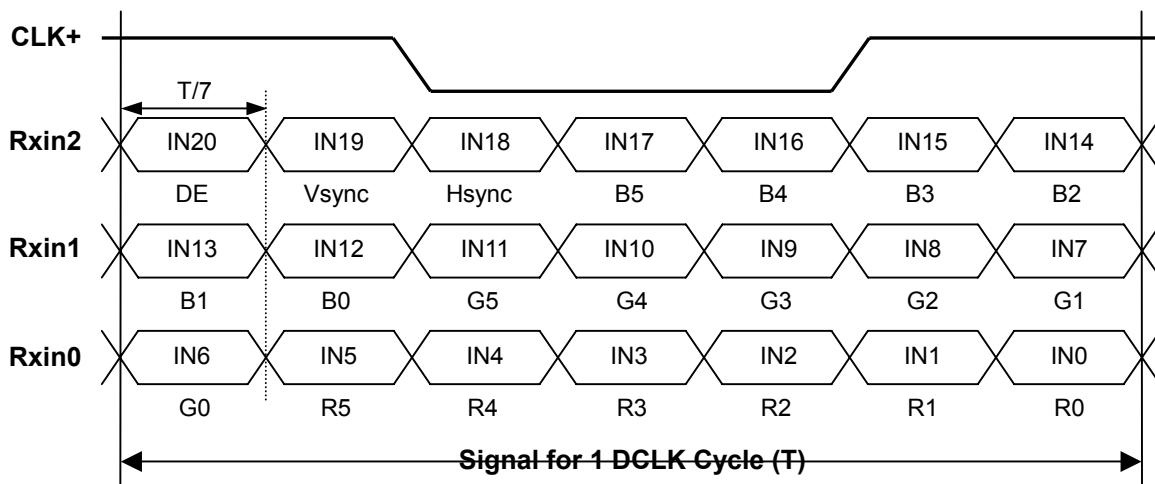 CLK+
T/7
Rxin2 IN20 IN19 IN18 IN17 IN16 IN15 IN14
DE Vsync Hsync B5 B4 B3 B2
Rxin1 IN13 IN12 IN11 IN10 IN9 IN8 IN7
B1 B0 G5 G4 G3 G2 G1
Rxin0 IN6 IN5 IN4 IN3 IN2 IN1 IN0
G0 R5 R4 R3 R2 R1 R0
Signal for 1 DCLK Cycle (T)